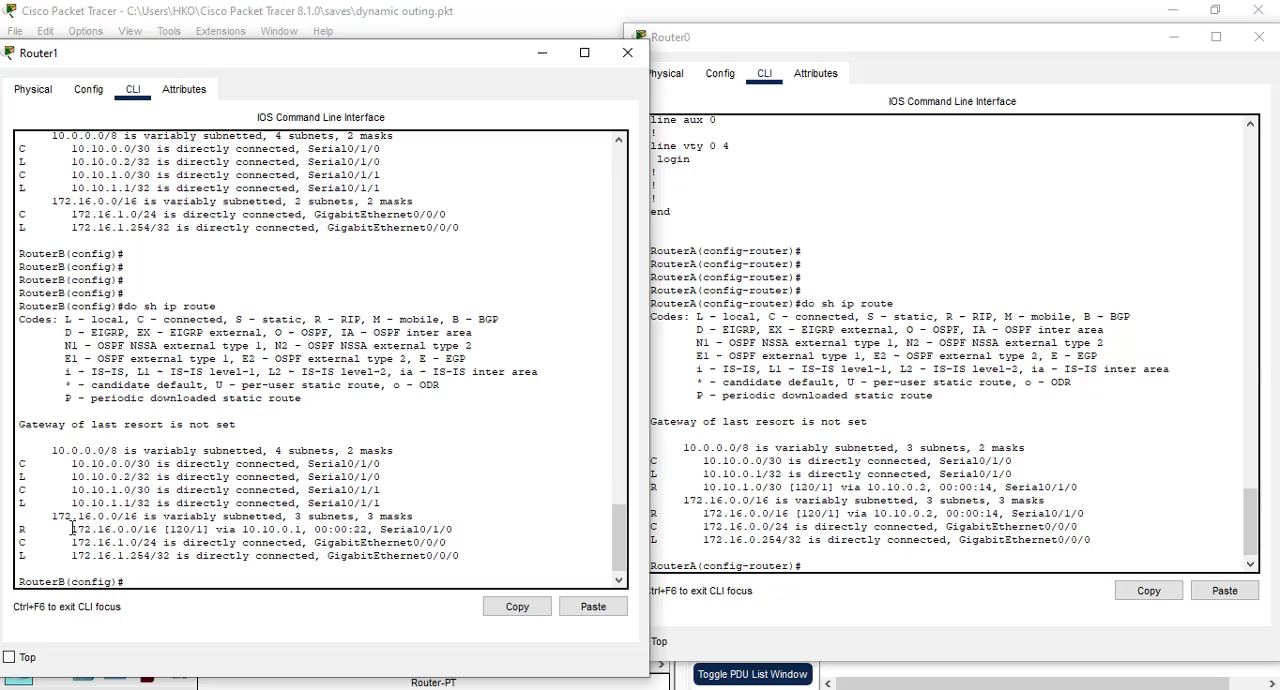 Cisco Packet Tracer - C:\Users\HKO\Cisco Packet Tracer 8.1.0\saves\dynamic outing.pkt
File Edit Options View Tools Extensions Window Help
Router1
Physical Config CLI Attributes
IOS Command Line Interface
10.0.0.0/8 is variably subnetted, 4 subnets, 2 masks
C 10.10.0.0/30 is directly connected, Serial0/1/0
L 10.10.0.2/32 is directly connected, Serial0/1/0
C 10.10.1.0/30 is directly connected, Serial0/1/1
L 10.10.1.1/32 is directly connected, Serial0/1/1
172.16.0.0/16 is variably subnetted, 2 subnets, 2 masks
C 172.16.1.0/24 is directly connected, GigabitEthernet0/0/0
L 172.16.1.254/32 is directly connected, GigabitEthernet0/0/0
RouterB(config)#
RouterB(config)#
RouterB(config)#
RouterB(config)#
RouterB(config)#do sh ip route
Codes: L - local, C - connected, S - static, R - RIP, M - mobile, B - BGP
D - EIGRP, EX - EIGRP external, O - OSPF, IA - OSPF inter area
N1 - OSPF NSSA external type 1, N2 - OSPF NSSA external type 2
E1 - OSPF external type 1, E2 - OSPF external type 2, E - EGP
i - IS-IS, L1 - IS-IS level-1, L2 - IS-IS level-2, ia - IS-IS inter area
* - candidate default, U - per-user static route, o - ODR
P - periodic downloaded static route
Gateway of last resort is not set
10.0.0.0/8 is variably subnetted, 4 subnets, 2 masks
C 10.10.0.0/30 is directly connected, Serial0/1/0
L 10.10.0.2/32 is directly connected, Serial0/1/0
C 10.10.1.0/30 is directly connected, Serial0/1/1
L 10.10.1.1/32 is directly connected, Serial0/1/1
172.16.0.0/16 is variably subnetted, 3 subnets, 3 masks
R 172.16.0.0/16 [120/1] via 10.10.0.1, 00:00:22, Serial0/1/0
C 172.16.1.0/24 is directly connected, GigabitEthernet0/0/0
L 172.16.1.254/32 is directly connected, GigabitEthernet0/0/0
RouterB(config)#
Ctrl+F6 to exit CLI focus
Copy Paste
Top
Router0
Physical Config CLI Attributes
IOS Command Line Interface
line aux 0
!
line vty 0 4
login
!
!
!
end
RouterA(config-router)#
RouterA(config-router)#
RouterA(config-router)#
RouterA(config-router)#
RouterA(config-router)#do sh ip route
Codes: L - local, C - connected, S - static, R - RIP, M - mobile, B - BGP
D - EIGRP, EX - EIGRP external, O - OSPF, IA - OSPF inter area
N1 - OSPF NSSA external type 1, N2 - OSPF NSSA external type 2
E1 - OSPF external type 1, E2 - OSPF external type 2, E - EGP
i - IS-IS, L1 - IS-IS level-1, L2 - IS-IS level-2, ia - IS-IS inter area
* - candidate default, U - per-user static route, o - ODR
P - periodic downloaded static route
Gateway of last resort is not set
10.0.0.0/8 is variably subnetted, 3 subnets, 2 masks
C 10.10.0.0/30 is directly connected, Serial0/1/0
L 10.10.0.1/32 is directly connected, Serial0/1/0
R 10.10.1.0/30 [120/1] via 10.10.0.2, 00:00:14, Serial0/1/0
172.16.0.0/16 is variably subnetted, 3 subnets, 3 masks
R 172.16.0.0/16 [120/1] via 10.10.0.2, 00:00:14, Serial0/1/0
C 172.16.0.0/24 is directly connected, GigabitEthernet0/0/0
L 172.16.0.254/32 is directly connected, GigabitEthernet0/0/0
RouterA(config-router)#
Ctrl+F6 to exit CLI focus
Copy Paste
Top
Toggle PDU List Window
Router-PT